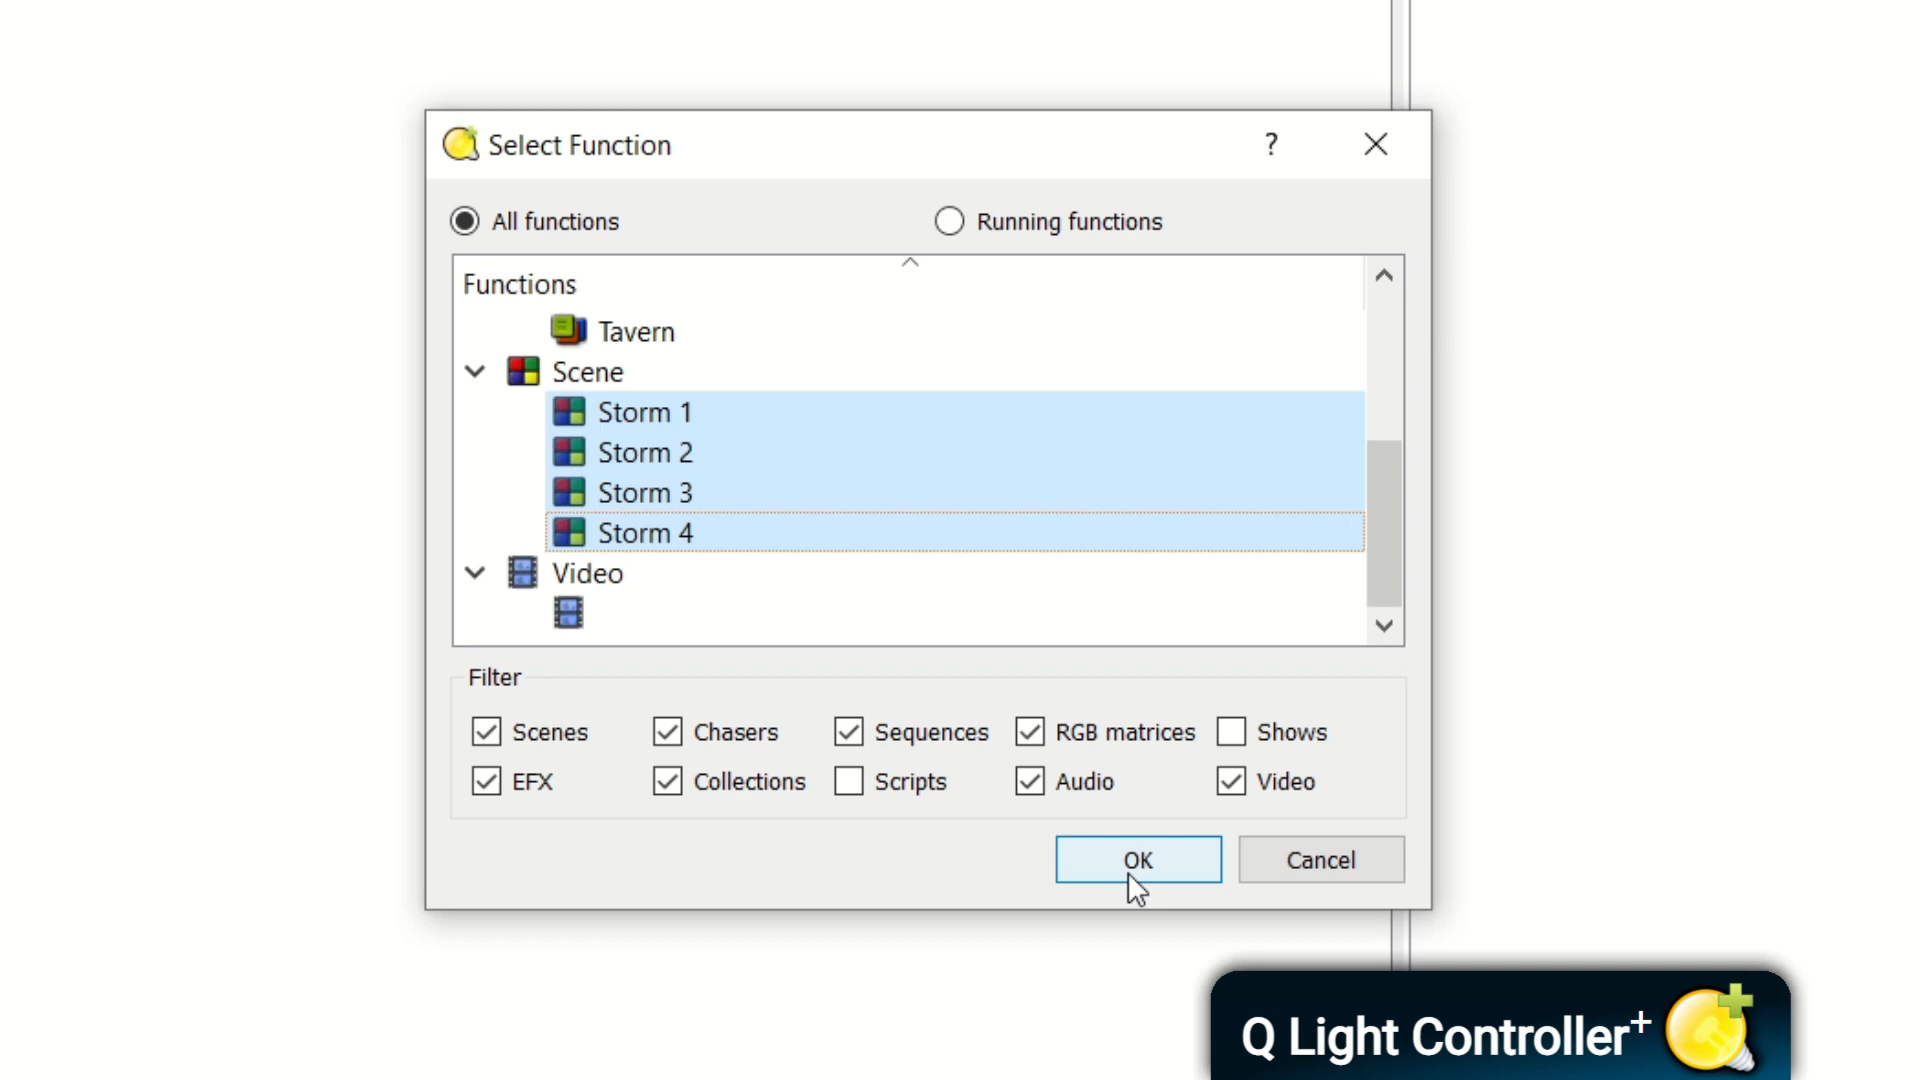 Select Function
?
All functions
Running functions
Functions
Tavern
Scene
Storm 1
Storm 2
Storm 3
Storm 4
Video
Filter
Scenes Chasers Sequences RGB matrices Shows
EFX Collections Scripts Audio Video
OK Cancel
Q Light Controller+